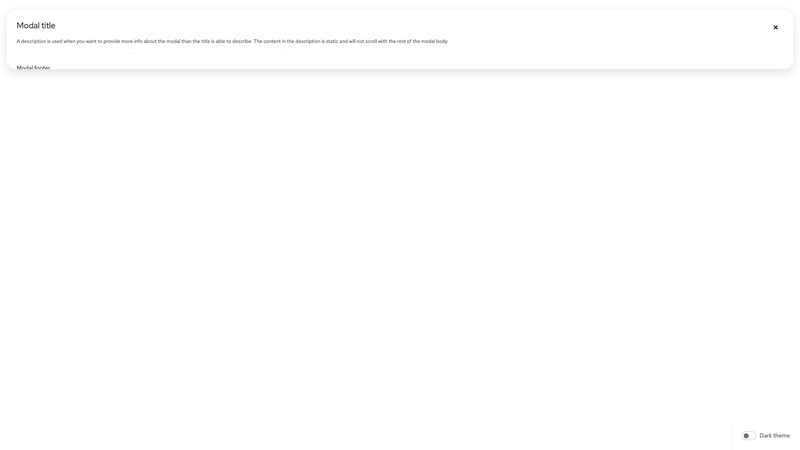 Modal title
A description is used when you want to provide more info about the modal than the title is able to describe. The content in the description is static and will not scroll with the rest of the modal body.
Modal footer
Dark theme